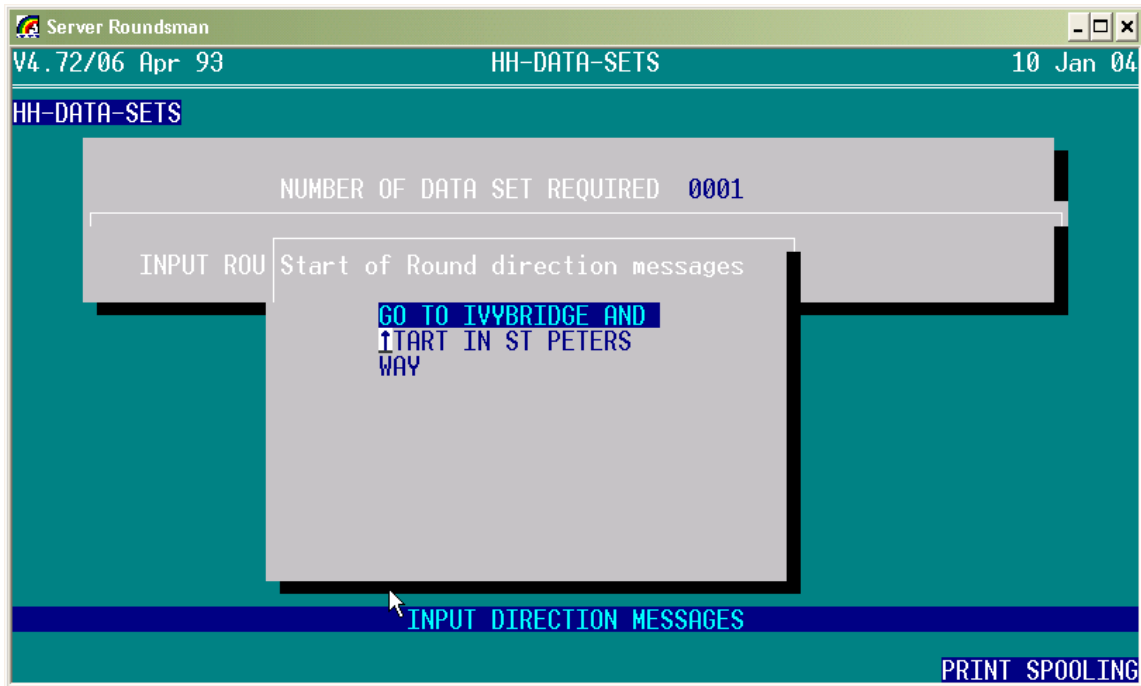 Server Roundsman
V4.72/06 Apr 93 HH-DATA-SETS 10 Jan 04
HH-DATA-SETS
NUMBER OF DATA SET REQUIRED 0001
INPUT ROU
Start of Round direction messages
GO TO IVYBRIDGE AND
↑TART IN ST PETERS
WAY
INPUT DIRECTION MESSAGES
PRINT SPOOLING